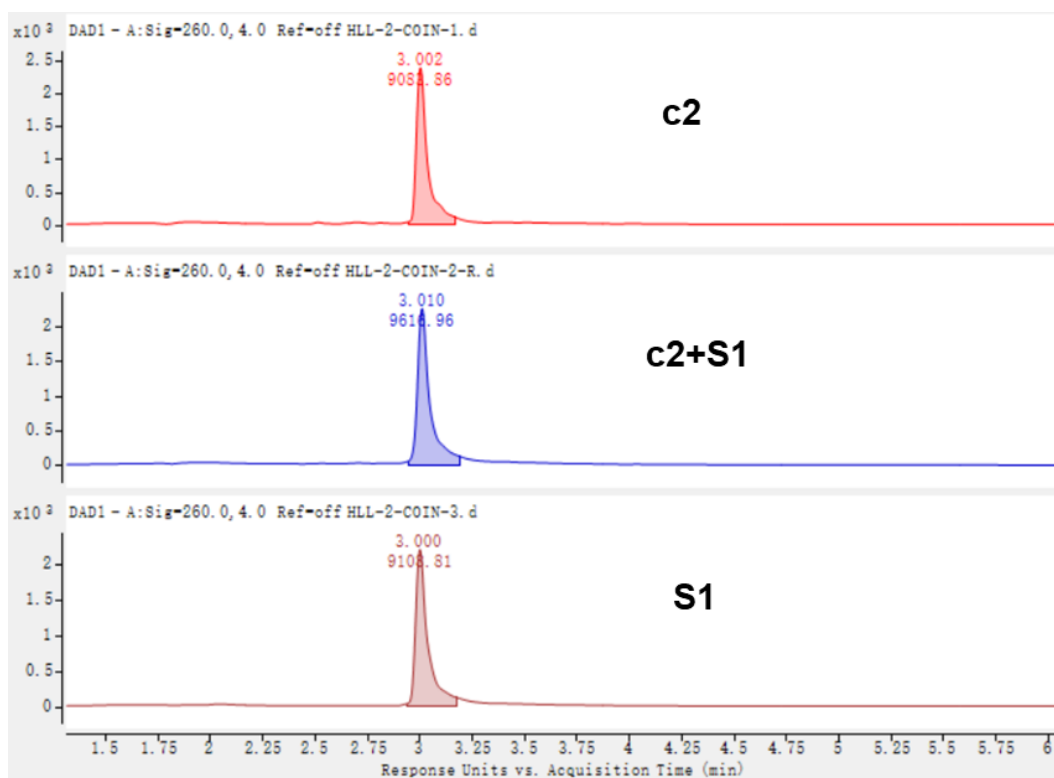 x10 3 DAD1 - A:Sig=260.0,4.0 Ref=off HLL-2-COIN-1.d
3.002
2.5
2
1.5
1
0.5
0
c2
x10 3 DAD1 - A:Sig=260.0,4.0 Ref=off HLL-2-COIN-2-R.d
3.010
2
1.5
1
0.5
0
c2+S1
x10 3 DAD1 - A:Sig=260.0,4.0 Ref=off HLL-2-COIN-3.d
3.000
2
1.5
1
0.5
0
S1
1.5 1.75 2 2.25 2.5 2.75 3 3.25 3.5 3.75 4 4.25 4.5 4.75 5 5.25 5.5 5.75 6
Response Units vs. Acquisition Time (min)